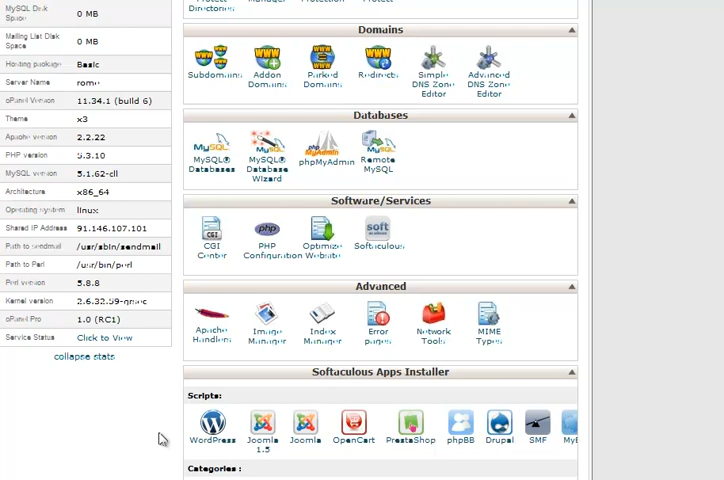 Directories
Manager
Protection
Protect
MySQL Disk Space
0 MB
Mailing List Disk Space
0 MB
Hosting package
Basic
Server Name
rome
cPanel Version
11.34.1 (build 6)
Theme
x3
Apache version
2.2.22
PHP version
5.3.10
MySQL version
5.1.62-cll
Architecture
x86_64
Operating system
linux
Shared IP Address
91.146.107.101
Path to sendmail
/usr/sbin/sendmail
Path to Perl
/usr/bin/perl
Perl version
5.8.8
Kernel version
cPanel Pro
1.0 (RC1)
Service Status
Click to View
collapse stats
Domains
Subdomains
Addon Domains
Parked Domains
Redirects
Simple DNS Zone Editor
Advanced DNS Zone Editor
Databases
MySQL® Databases
MySQL® Database Wizard
phpMyAdmin
Remote MySQL
Software/Services
CGI Center
PHP Configuration
Optimize Website
Softaculous
Advanced
Apache Handlers
Image Manager
Index Manager
Error pages
Network Tools
MIME Types
Softaculous Apps Installer
Scripts:
WordPress
Joomla 1.5
Joomla
OpenCart
PrestaShop
phpBB
Drupal
SMF
Categories :